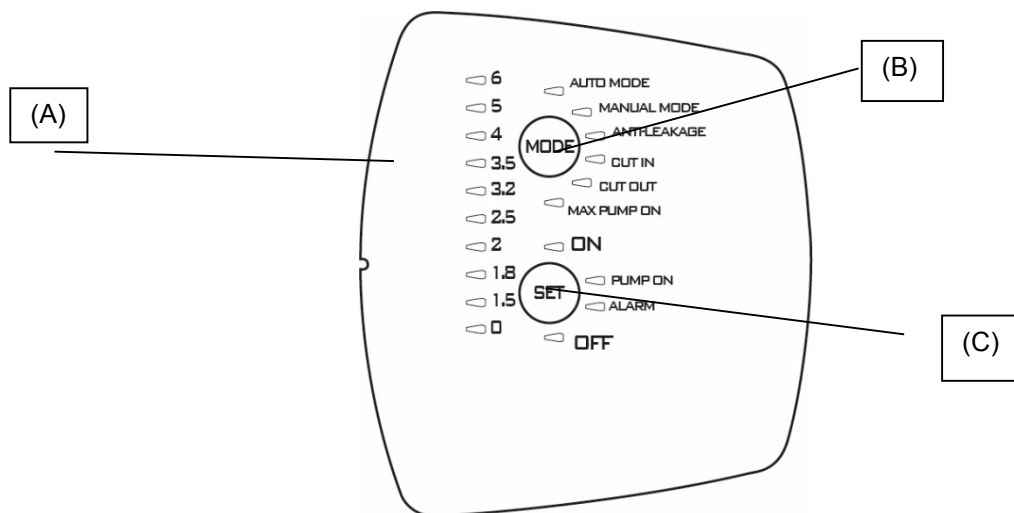 (A)
6
5
4
3.5
3.2
2.5
2
1.8
1.5
0
AUTO MODE
MANUAL MODE
ANTI-LEAKAGE
CUT IN
CUT OUT
MAX PUMP ON
MODE
ON
SET
PUMP ON
ALARM
OFF
(B)
(C)